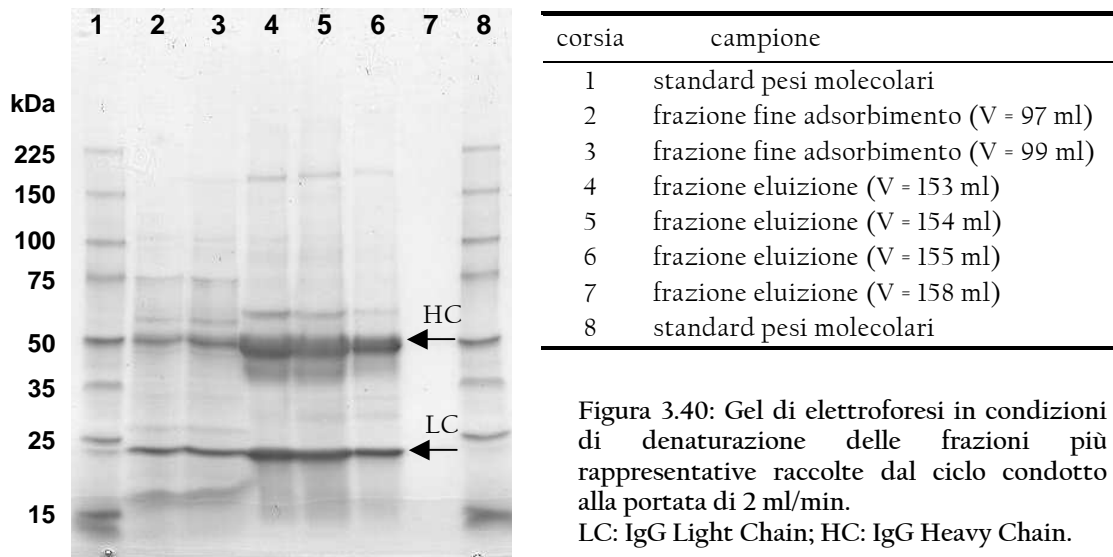 1 2 3 4 5 6 7 8
kDa
225
150
100
75
50
35
25
15
HC
LC
corsia campione
1 standard pesi molecolari
2 frazione fine adsorbimento (V = 97 ml)
3 frazione fine adsorbimento (V = 99 ml)
4 frazione eluizione (V = 153 ml)
5 frazione eluizione (V = 154 ml)
6 frazione eluizione (V = 155 ml)
7 frazione eluizione (V = 158 ml)
8 standard pesi molecolari
Figura 3.40: Gel di elettroforesi in condizioni
di denaturazione delle frazioni più
rappresentative raccolte dal ciclo condotto
alla portata di 2 ml/min.
LC: IgG Light Chain; HC: IgG Heavy Chain.